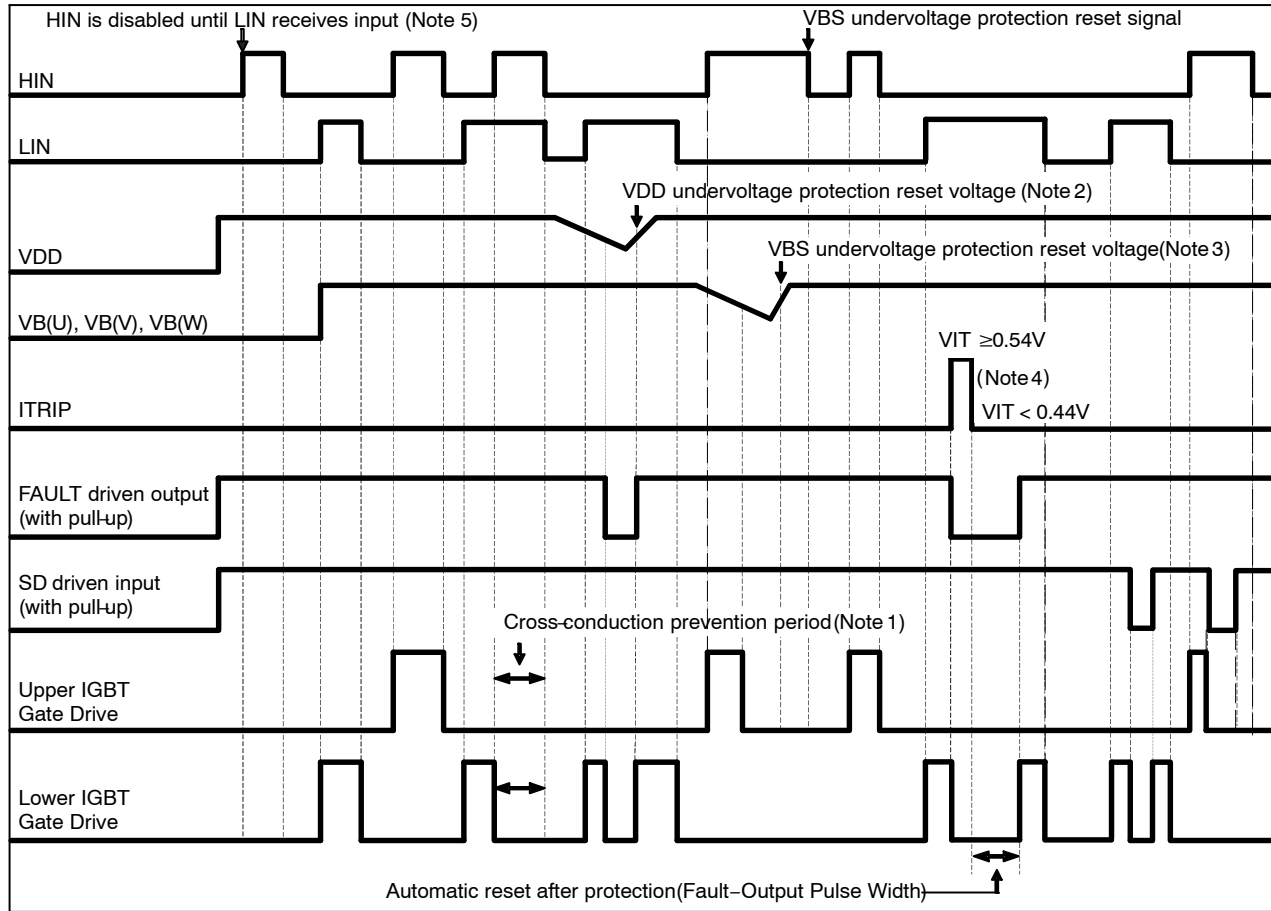 HIN is disabled until LIN receives input (Note 5)
VBS undervoltage protection reset signal
HIN
LIN
VDD undervoltage protection reset voltage (Note 2)
VDD
VBS undervoltage protection reset voltage(Note 3)
VB(U), VB(V), VB(W)
VIT ≥0.54V
(Note 4)
ITRIP
VIT < 0.44V
FAULT driven output
(with pull-up)
SD driven input
(with pull-up)
Cross-conduction prevention period(Note 1)
Upper IGBT
Gate Drive
Lower IGBT
Gate Drive
Automatic reset after protection(Fault-Output Pulse Width)